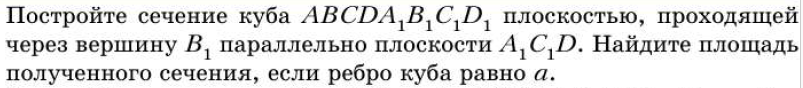 Постройте сечение куба ABCDA₁B₁C₁D₁ плоскостью, проходящей
через вершину B₁ параллельно плоскости A₁C₁D. Найдите площадь
полученного сечения, если ребро куба равно a.